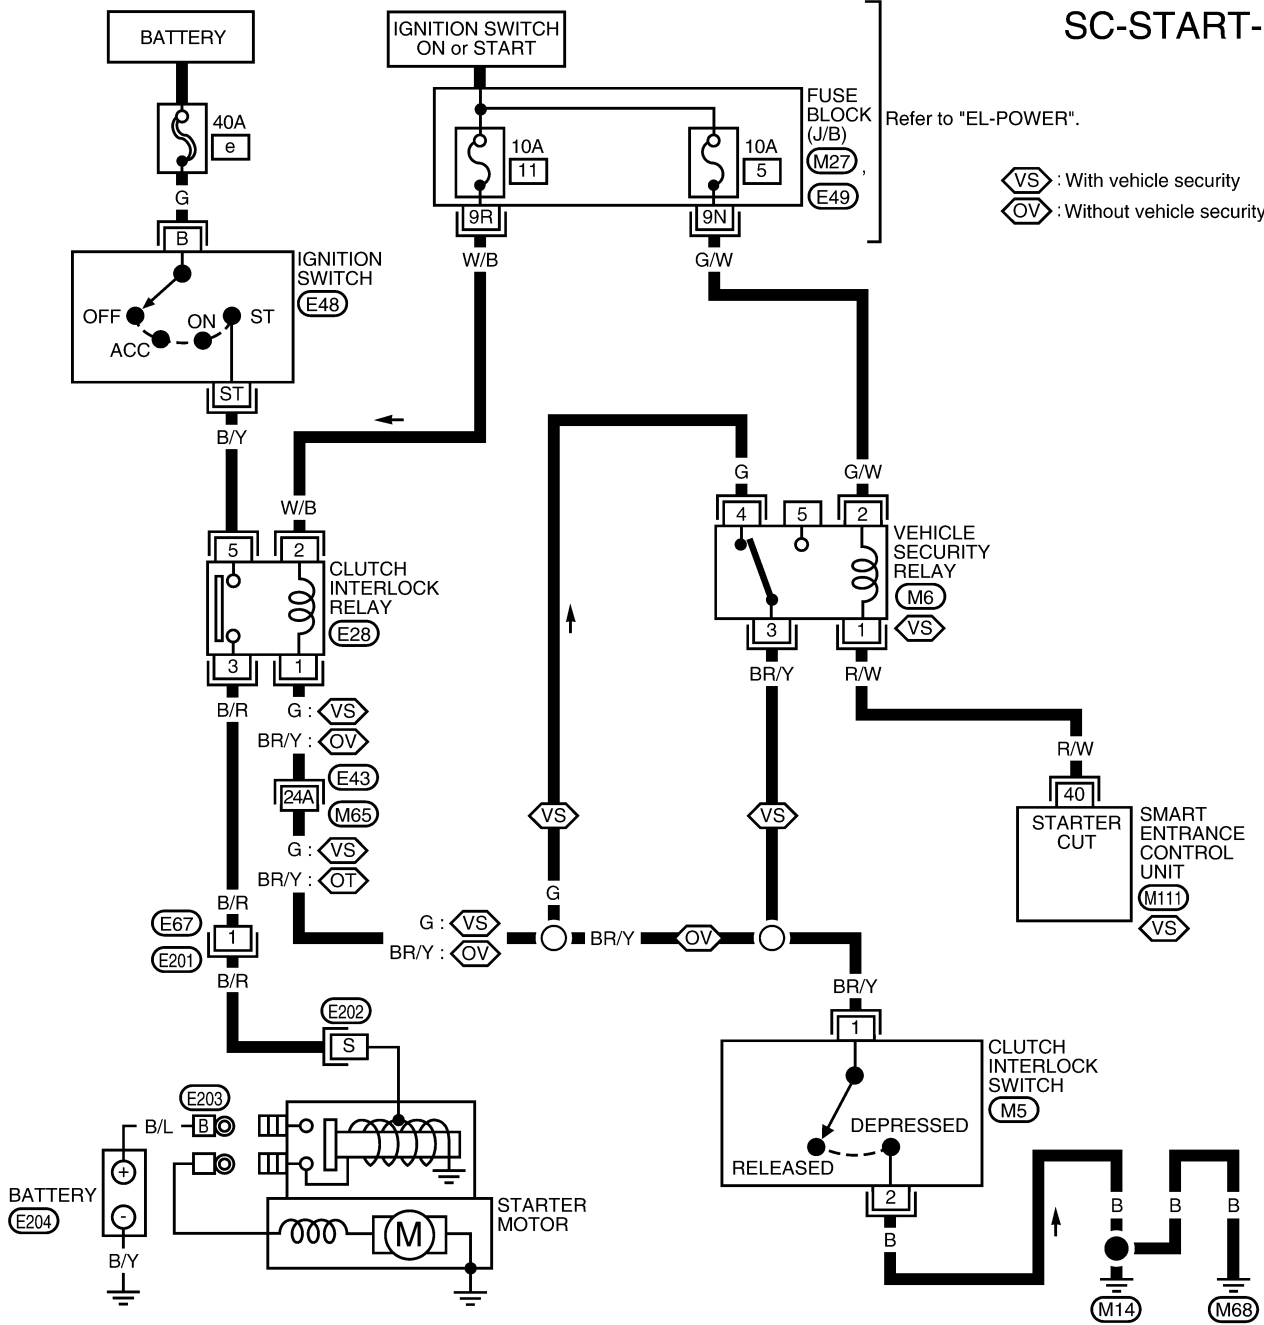 SC-START-
BATTERY
IGNITION SWITCH
ON or START
40A
e
G
B
IGNITION
SWITCH
E48
OFF
ACC
ON
ST
ST
B/Y
10A
11
10A
5
FUSE
BLOCK
(J/B)
M27 ,
E49
Refer to "EL-POWER".
VS : With vehicle security
OV : Without vehicle security
9R
9N
W/B
G/W
W/B
5
2
CLUTCH
INTERLOCK
RELAY
E28
3
1
B/R
G : VS
BR/Y : OV
24A
E43
M65
G : VS
BR/Y : OT
B/R
E67
1
E201
B/R
G
G/W
4
5
2
VEHICLE
SECURITY
RELAY
M6
VS
3
1
BR/Y
R/W
R/W
40
STARTER
CUT
SMART
ENTRANCE
CONTROL
UNIT
M111
VS
VS
VS
G
G : VS
BR/Y : OV
BR/Y
OV
BR/Y
1
CLUTCH
INTERLOCK
SWITCH
M5
DEPRESSED
RELEASED
2
B
B
B
B
M14
M68
E202
S
E203
B/L
B
BATTERY
E204
+
-
B/Y
STARTER
MOTOR
M